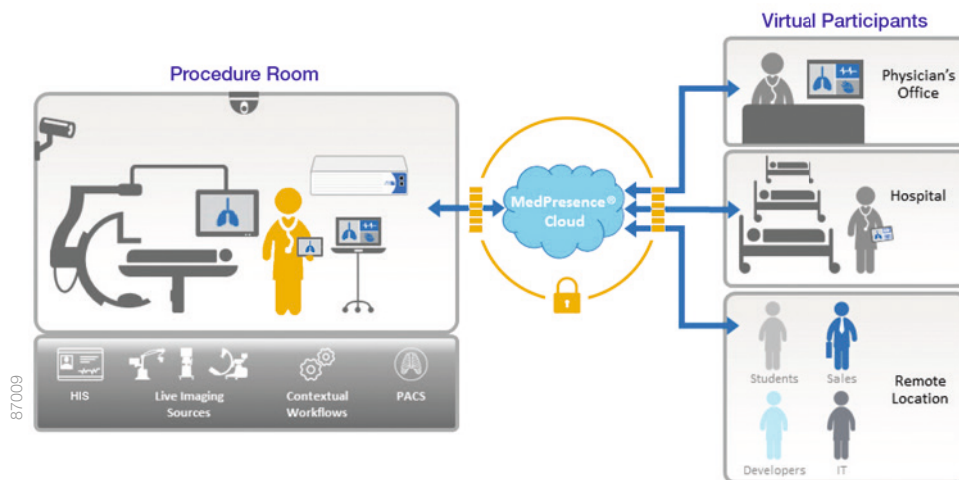 Virtual Participants
Procedure Room
Physician's
Office
MedPresence®
Cloud
Hospital
HIS
Live Imaging
Sources
Contextual
Workflows
PACS
Students
Sales
Remote
Location
Developers
IT
87009